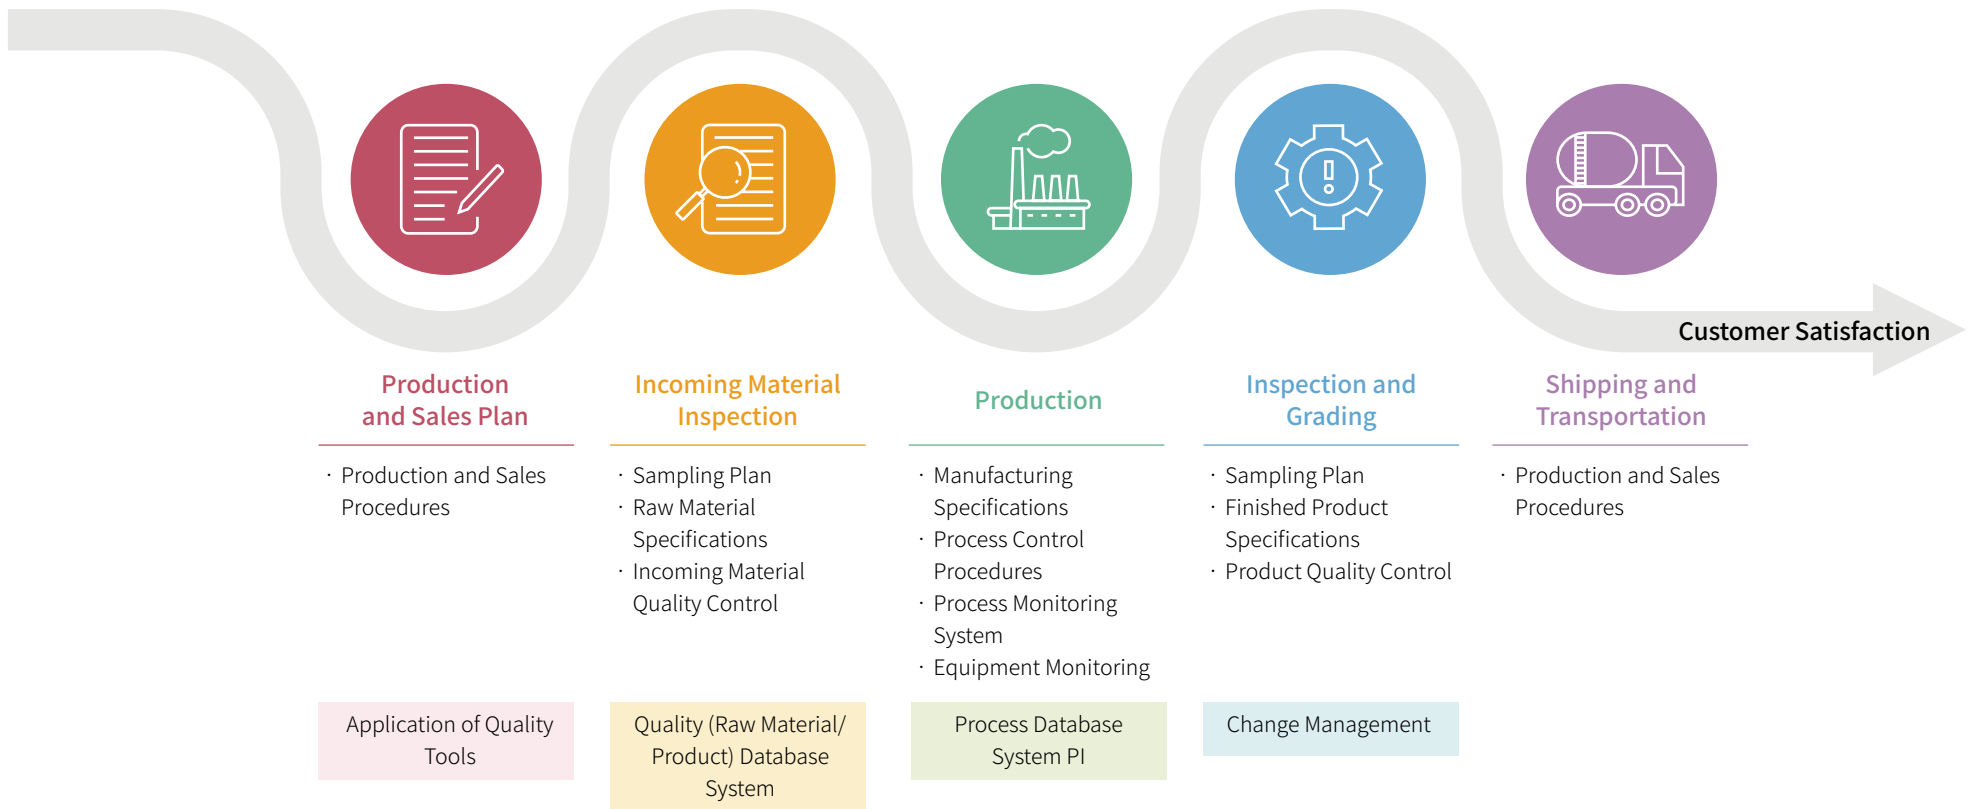 Customer Satisfaction
Production
and Sales Plan
· Production and Sales
Procedures
Application of Quality
Tools
Incoming Material
Inspection
· Sampling Plan
· Raw Material
Specifications
· Incoming Material
Quality Control
Quality (Raw Material/
Product) Database
System
Production
· Manufacturing
Specifications
· Process Control
Procedures
· Process Monitoring
System
· Equipment Monitoring
Process Database
System PI
Inspection and
Grading
· Sampling Plan
· Finished Product
Specifications
· Product Quality Control
Change Management
Shipping and
Transportation
· Production and Sales
Procedures